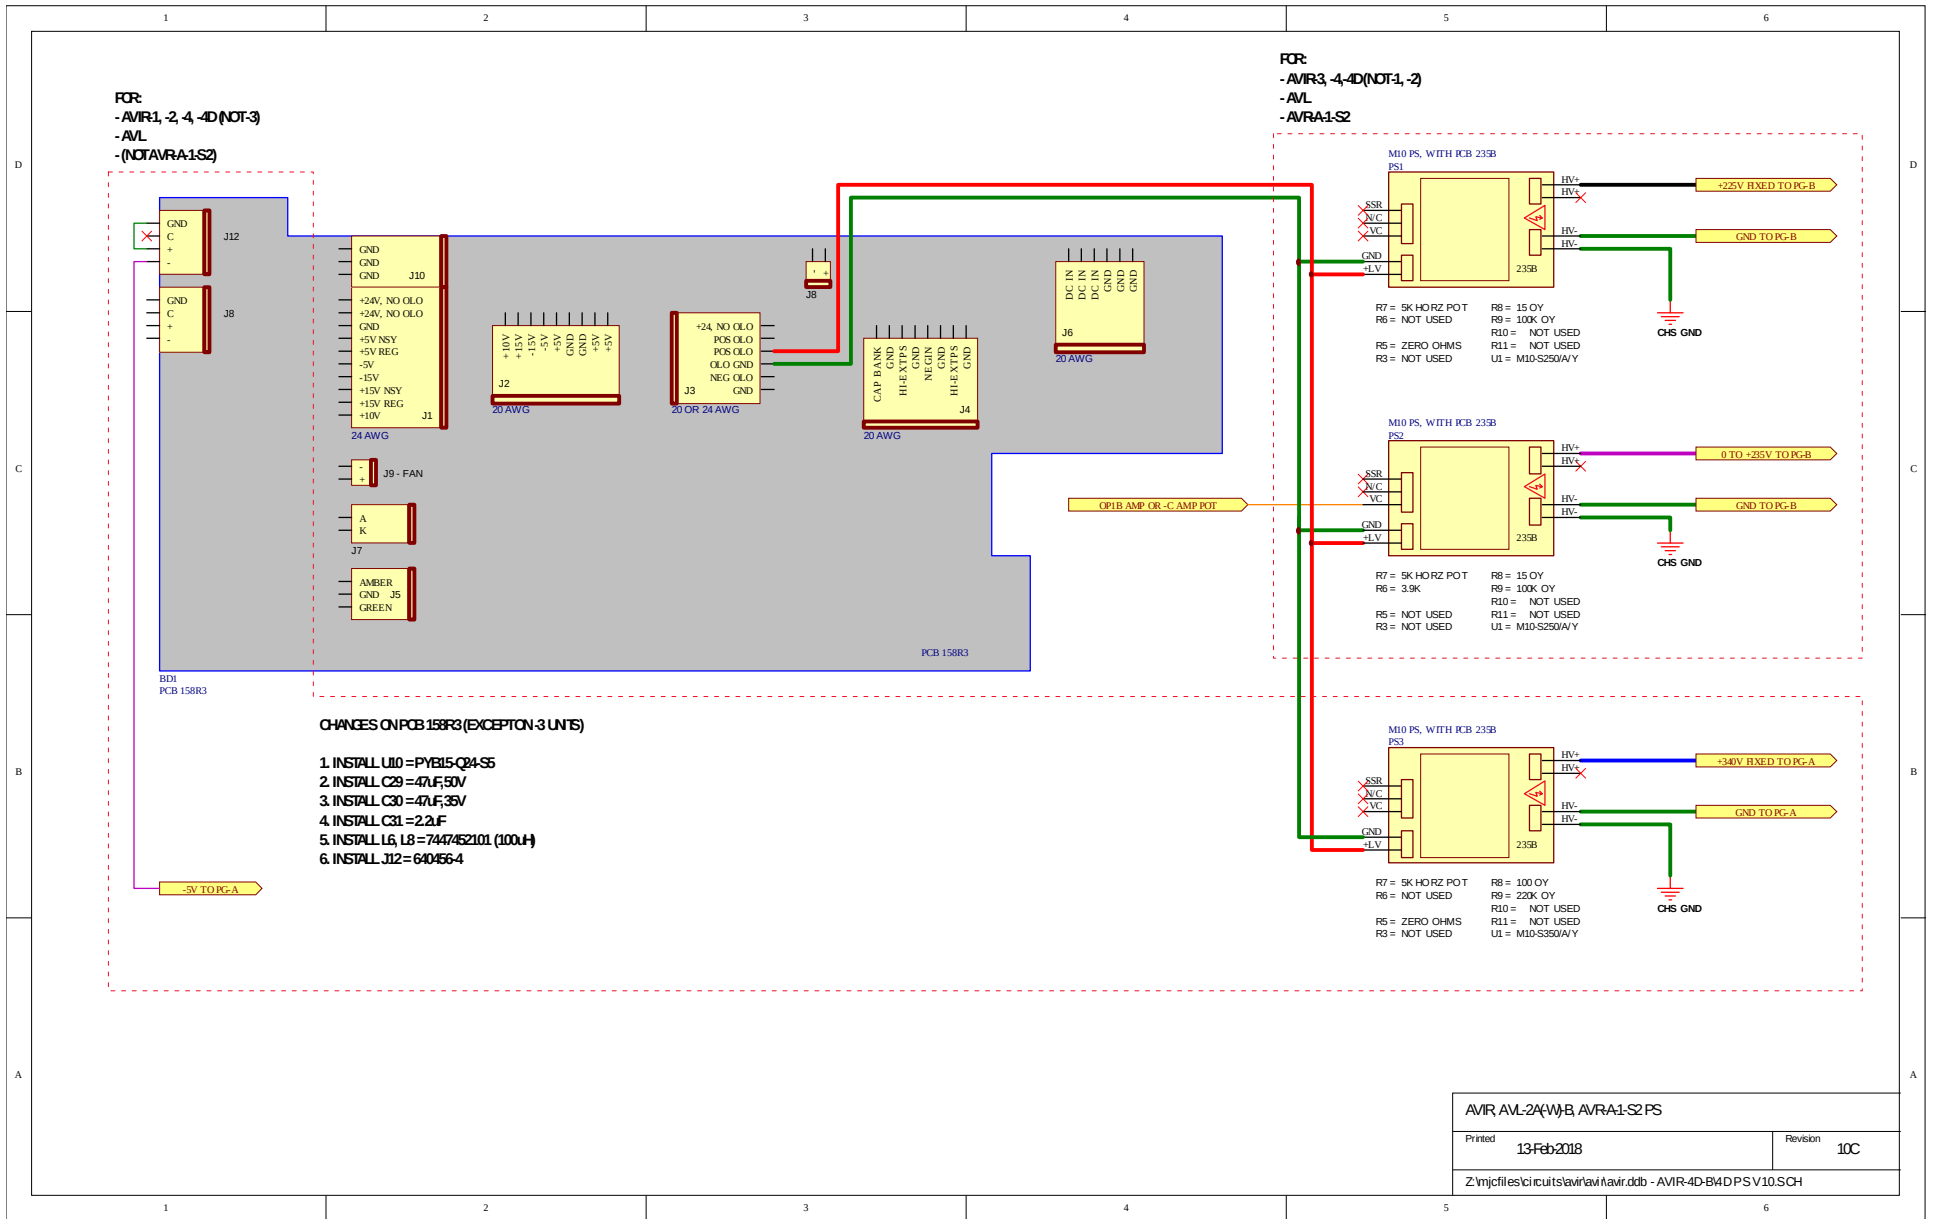 1 2 3 4 5 6
FOR:
- AVIR-1, -2, -4, -4D (NOT -3)
- AVL
- (NOT AVR-A-1-S2)
FOR:
- AVIR-3, -4, -4D (NOT -1, -2)
- AVL
- AVR-A-1-S2
D
D
GND
C
+
-
J12
GND
C
+
-
J8
GND
GND
GND
J10
+24V, NO OLO
+24V, NO OLO
GND
+5V NSY
+5V REG
-5V
-15V
+15V NSY
+15V REG
+10V
J1
24 AWG
+10V
+15V
-15V
-5V
+5V
GND
GND
+5V
+5V
J2
20 AWG
+24, NO OLO
POS OLO
POS OLO
OLO GND
NEG OLO
GND
J3
20 OR 24 AWG
- +
J8
CAP BANK
GND
HI-EXTPS
GND
NEGIN
GND
HI-EXTPS
GND
J4
20 AWG
DC IN
DC IN
DC IN
GND
GND
GND
J6
20 AWG
-
+
J9 - FAN
A
K
J7
AMBER
GND
GREEN
J5
PCB 158R3
BD1
PCB 158R3
M10 PS, WITH PCB 235B
PS1
SSR
N/C
VC
GND
+LV
HV+
HV+
HV-
HV-
235B
+225V FIXED TO PG-B
GND TO PG-B
CHS GND
R7 = 5K HORZ POT R8 = 15 OY
R6 = NOT USED R9 = 100K OY
R10 = NOT USED
R5 = ZERO OHMS R11 = NOT USED
R3 = NOT USED U1 = M10-S250/A/Y
C
C
M10 PS, WITH PCB 235B
PS2
SSR
N/C
VC
GND
+LV
HV+
HV+
HV-
HV-
235B
0 TO +235V TO PG-B
GND TO PG-B
OP1B AMP OR -C AMP POT
CHS GND
R7 = 5K HORZ POT R8 = 15 OY
R6 = 3.9K R9 = 100K OY
R10 = NOT USED
R5 = NOT USED R11 = NOT USED
R3 = NOT USED U1 = M10-S250/A/Y
CHANGES ON PCB 158R3 (EXCEPT ON -3 UNITS)
1. INSTALL U10 = PYB15-Q24-S5
2. INSTALL C29 = 47uF, 50V
3. INSTALL C30 = 47uF, 35V
4. INSTALL C31 = 2.2uF
5. INSTALL L6, L8 = 7447452101 (100uH)
6. INSTALL J12 = 640456-4
-5V TO PG-A
B
B
M10 PS, WITH PCB 235B
PS3
SSR
N/C
VC
GND
+LV
HV+
HV+
HV-
HV-
235B
+340V FIXED TO PG-A
GND TO PG-A
CHS GND
R7 = 5K HORZ POT R8 = 100 OY
R6 = NOT USED R9 = 220K OY
R10 = NOT USED
R5 = ZERO OHMS R11 = NOT USED
R3 = NOT USED U1 = M10-S350/A/Y
A
A
AVIR, AVL-2A(-W)-B, AVR-A-1-S2 PS
Printed 13-Feb-2018 Revision 10C
Z:\mjcfiles\circuits\avir\avir\avir.ddb - AVIR-4D-B\4D PS V10.SCH
1 2 3 4 5 6